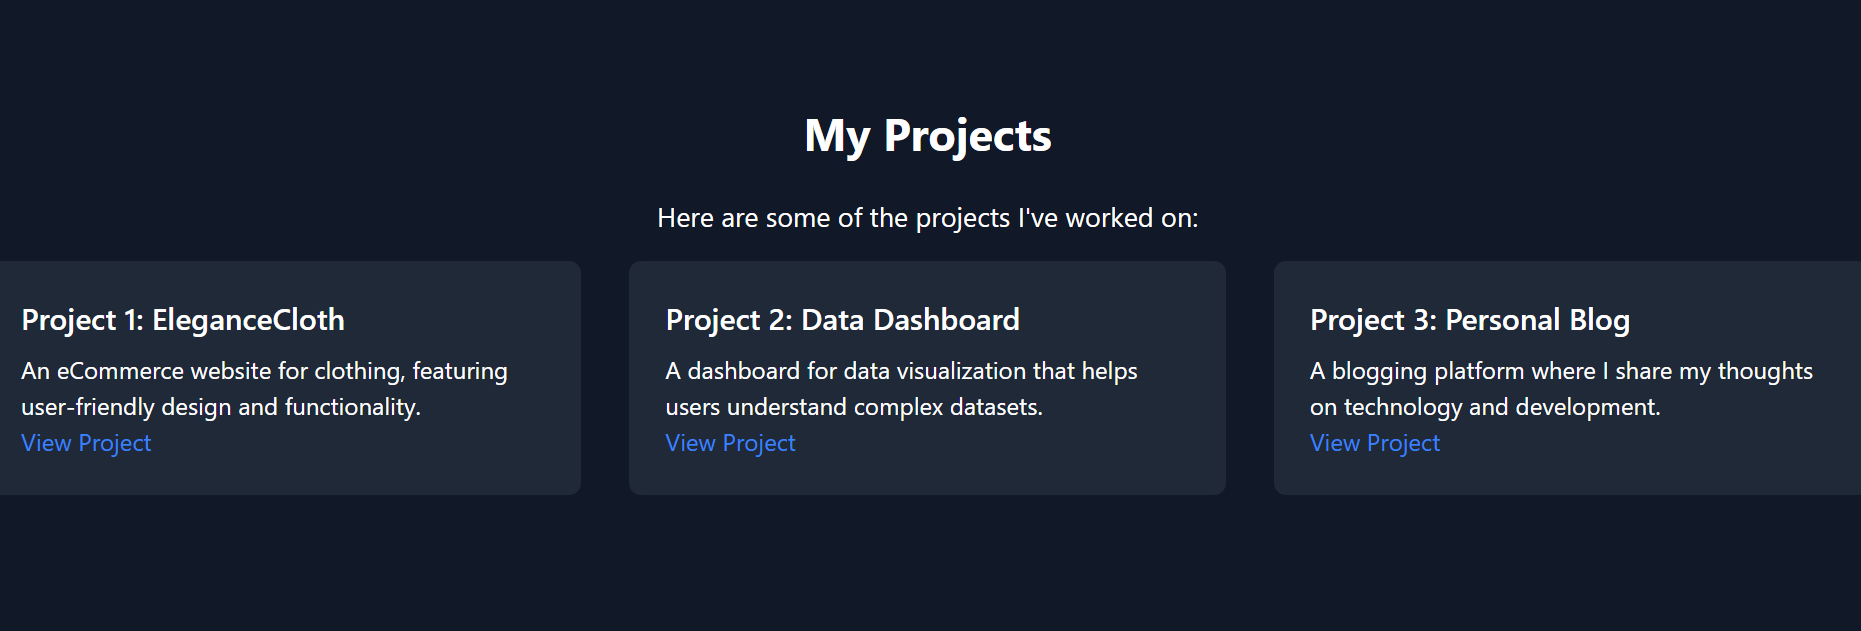 My Projects
Here are some of the projects I've worked on:
Project 1: EleganceCloth
An eCommerce website for clothing, featuring
user-friendly design and functionality.
View Project
Project 2: Data Dashboard
A dashboard for data visualization that helps
users understand complex datasets.
View Project
Project 3: Personal Blog
A blogging platform where I share my thoughts
on technology and development.
View Project